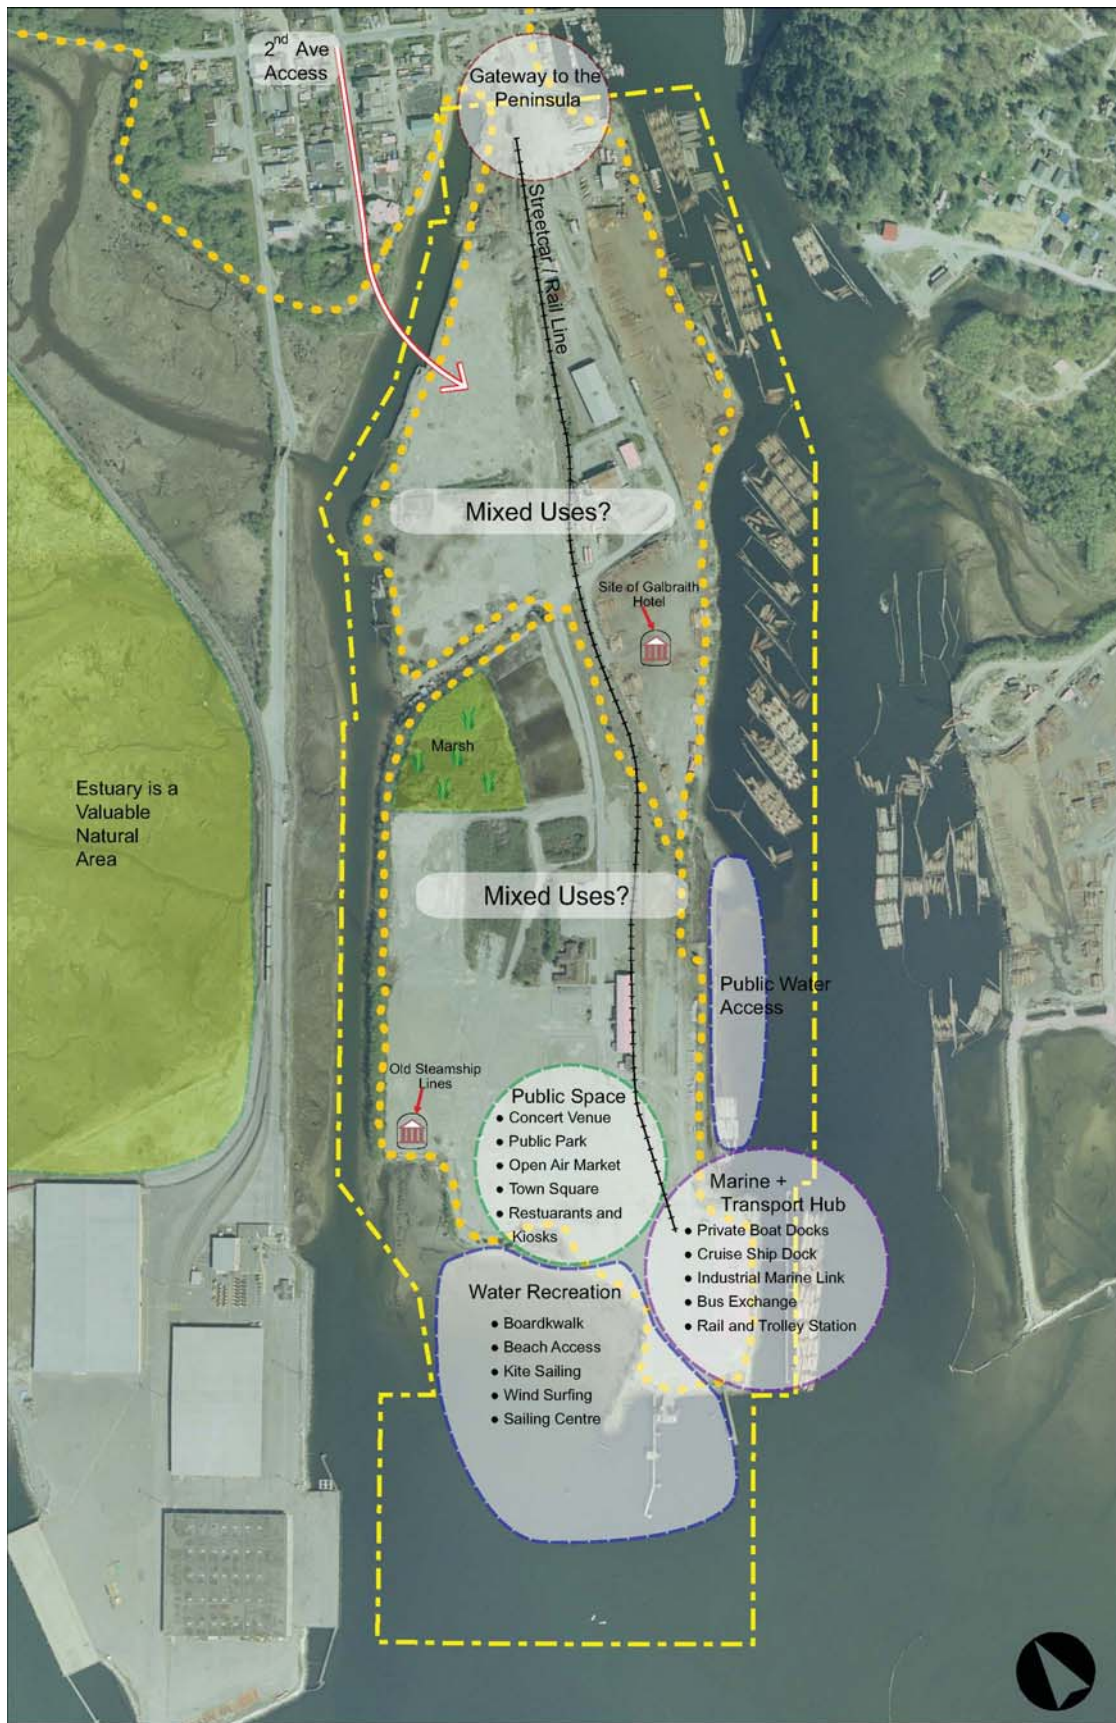 2nd Ave
Access
Gateway to the
Peninsula
Streetcar / Rail Line
Mixed Uses?
Site of Galbraith
Hotel
Marsh
Estuary is a
Valuable
Natural
Area
Mixed Uses?
Public Water
Access
Old Steamship
Lines
Public Space
● Concert Venue
● Public Park
● Open Air Market
● Town Square
● Restuarants and
Kiosks
Marine +
Transport Hub
● Private Boat Docks
● Cruise Ship Dock
● Industrial Marine Link
● Bus Exchange
● Rail and Trolley Station
Water Recreation
● Boardkwalk
● Beach Access
● Kite Sailing
● Wind Surfing
● Sailing Centre